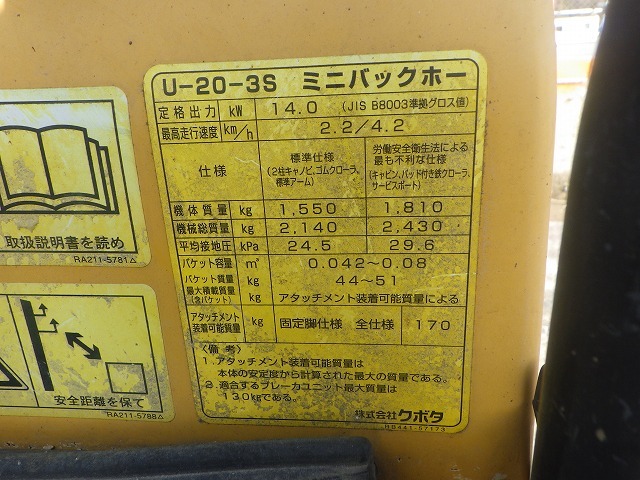 U-20-3S ミニバックホー
定格出力 kW 14.0 (JIS B8003準拠グロス値)
最高走行速度 km/h 2.2/4.2
仕様
標準仕様
(2柱キャノピ、ゴムクローラ、
標準アーム)
労働安全衛生法による
最も不利な仕様
(キャビン、パッド付き鉄クローラ、
サービスポート)
機体質量 kg 1,550 1,810
機械総質量 kg 2,140 2,430
平均接地圧 kPa 24.5 29.6
バケット容量 m³ 0.042～0.08
バケット質量 kg 44～51
最大積載質量
(含バケット) kg アタッチメント装着可能質量による
アタッチメント
装着可能質量 kg 固定脚仕様 全仕様 170
〈備考〉
1.アタッチメント装着可能質量は
本体の安定度から計算された最大の質量である。
2.適合するブレーカユニット最大質量は
130kgである。
株式会社クボタ
RB441-57173
取扱説明書を読め
RA211-5781△
安全距離を保て
RA211-5788△